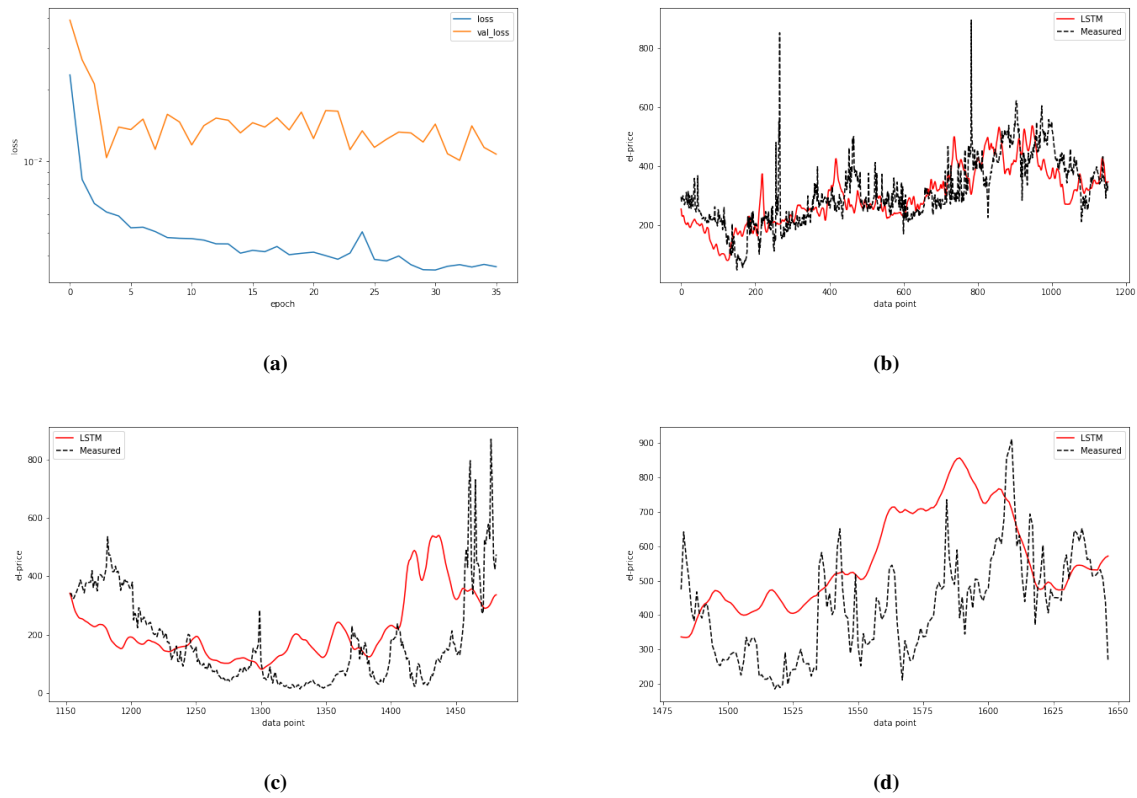 loss
val_loss
loss
10⁻²
0 5 10 15 20 25 30 35
epoch
(a)
LSTM
Measured
el-price
800
600
400
200
0 200 400 600 800 1000 1200
data point
(b)
LSTM
Measured
el-price
800
600
400
200
0
1150 1200 1250 1300 1350 1400 1450
data point
(c)
LSTM
Measured
el-price
900
800
700
600
500
400
300
200
1475 1500 1525 1550 1575 1600 1625 1650
data point
(d)